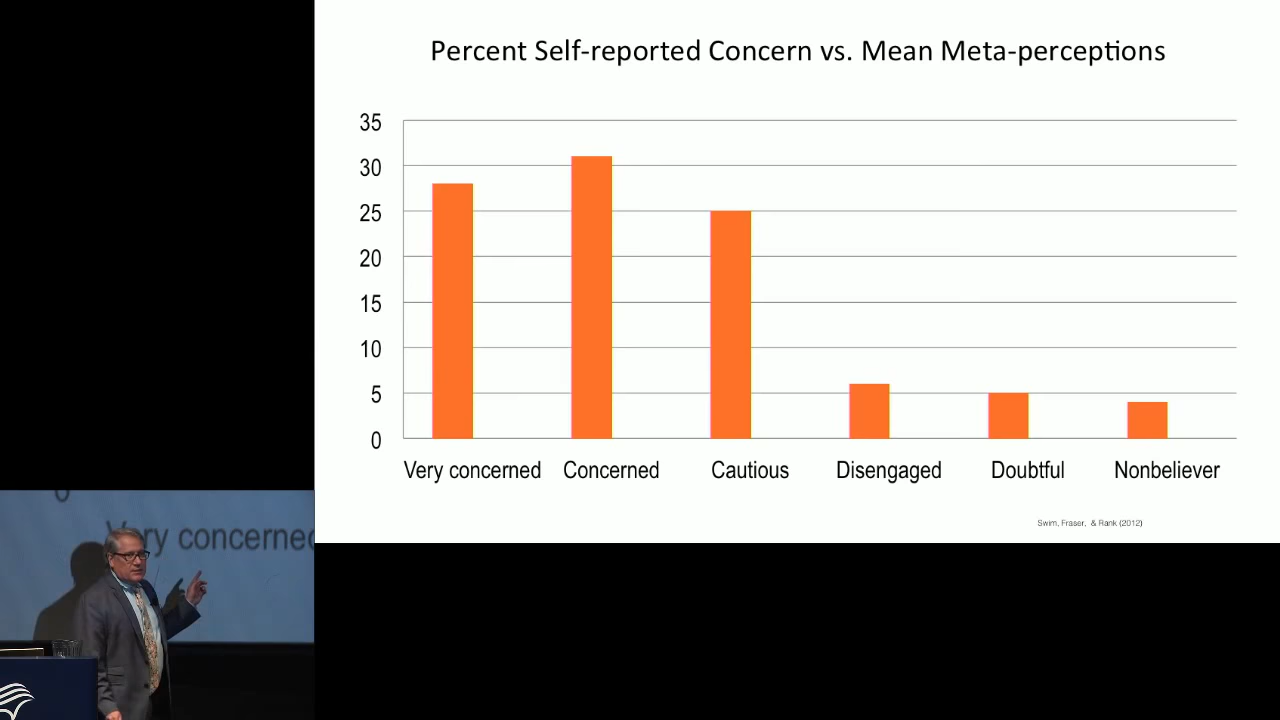 Percent Self-reported Concern vs. Mean Meta-perceptions
35
30
25
20
15
10
5
0
Very concerned Concerned Cautious Disengaged Doubtful Nonbeliever
Swim, Fraser, & Rank (2012)
Very concerned